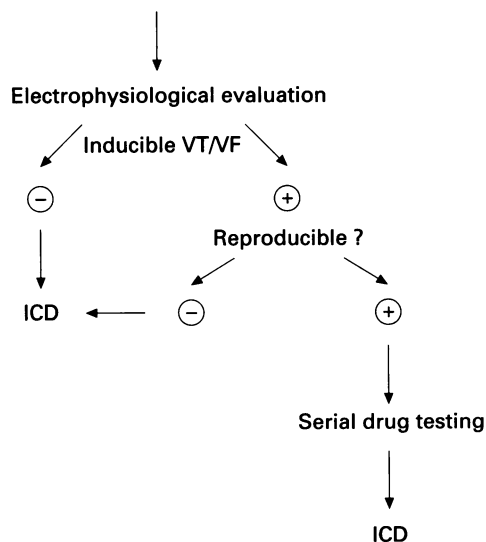 Electrophysiological evaluation
Inducible VT/VF
− +
Reproducible ?
ICD − +
Serial drug testing
ICD